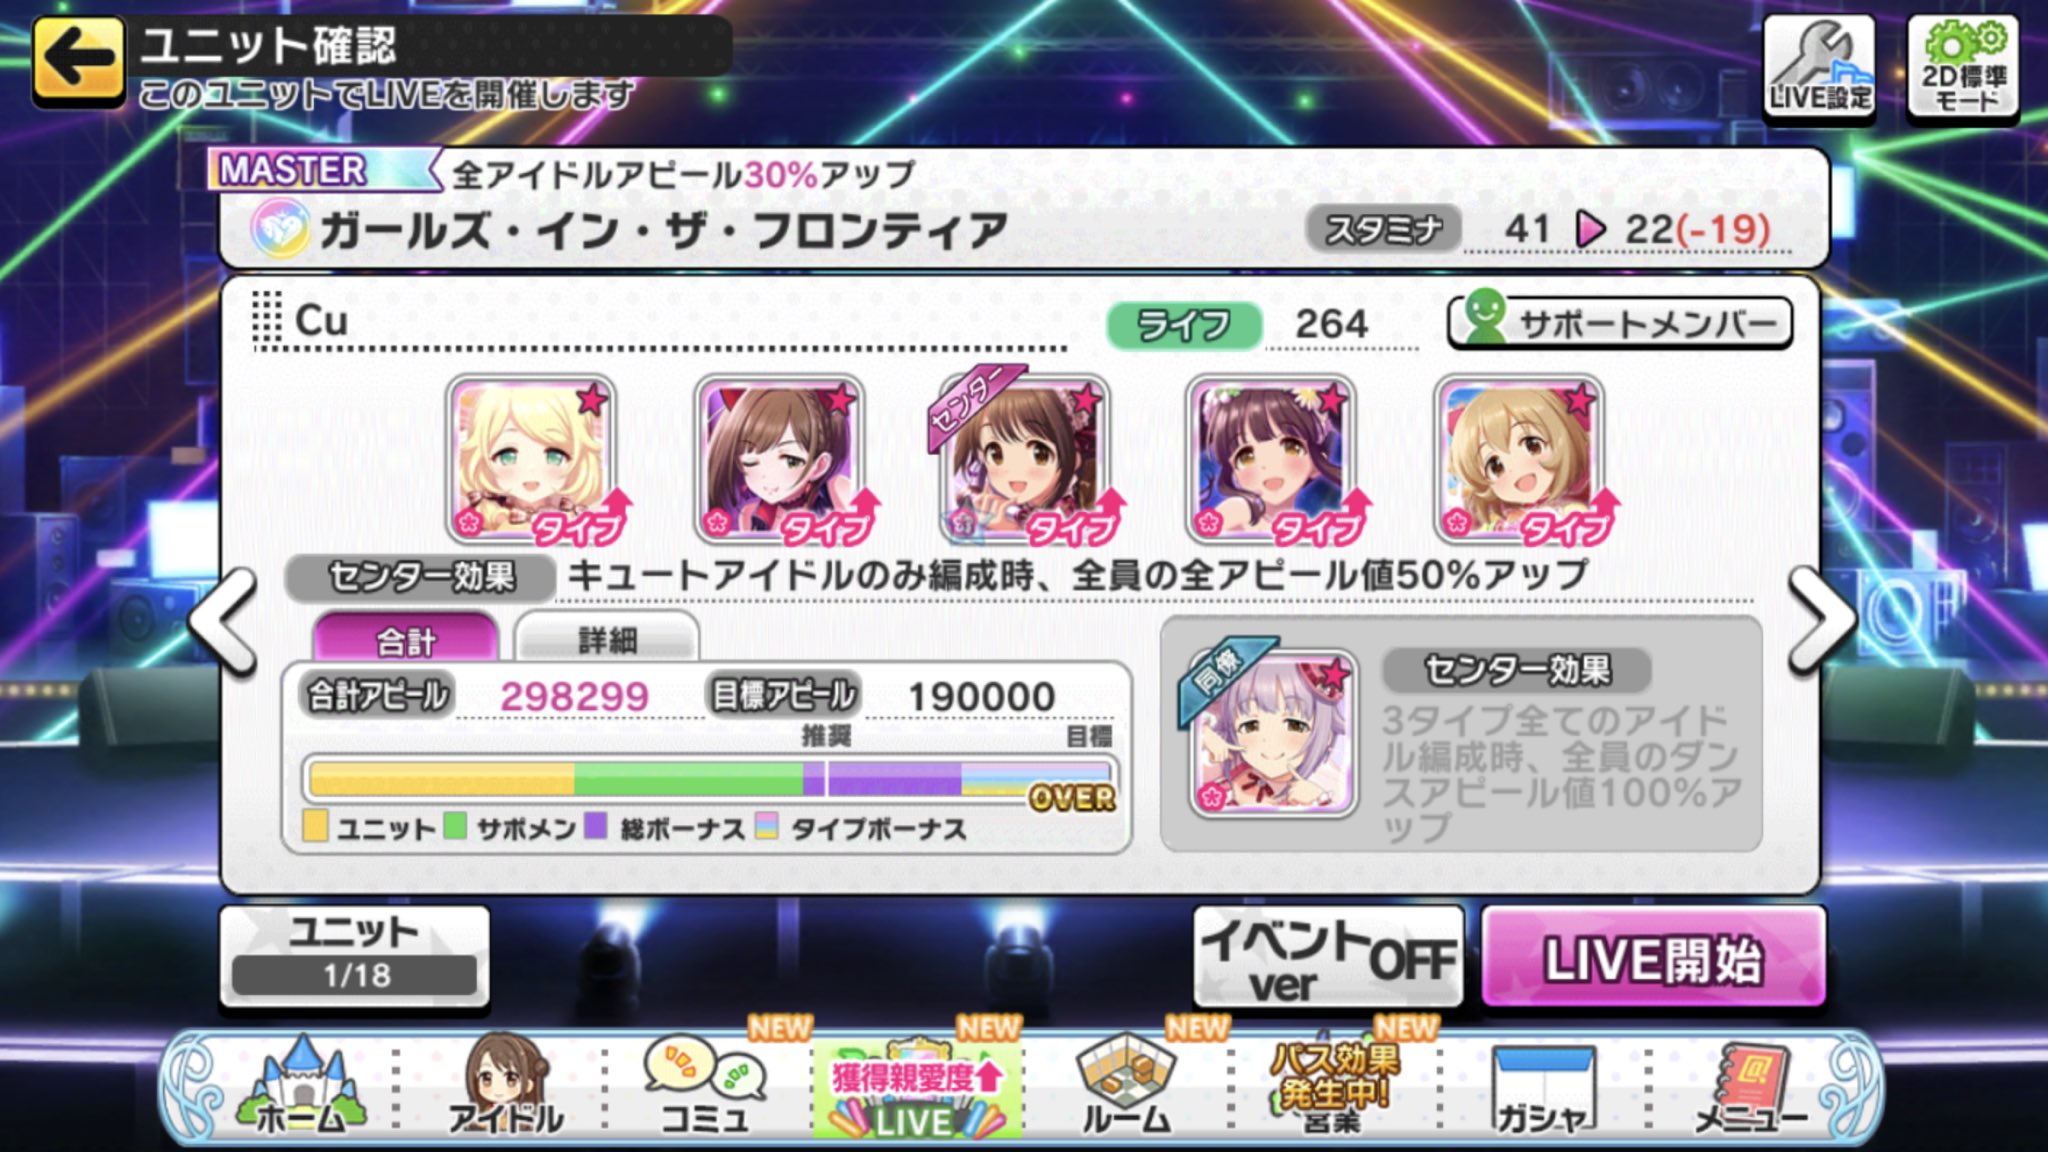 ユニット確認
このユニットでLIVEを開催します
LIVE設定
2D標準
モード
MASTER
全アイドルアピール30%アップ
ガールズ・イン・ザ・フロンティア
スタミナ 41 22(-19)
Cu
ライフ 264
サポートメンバー
センター
タイプ タイプ タイプ タイプ タイプ
センター効果 キュートアイドルのみ編成時、全員の全アピール値50%アップ
合計 詳細
合計アピール 298299 目標アピール 190000
推奨 目標
OVER
ユニット サポメン 総ボーナス タイプボーナス
同僚
センター効果
3タイプ全てのアイド
ル編成時、全員のダン
スアピール値100%ア
ップ
ユニット
1/18
イベント
ver
OFF
LIVE開始
NEW NEW NEW NEW
ホーム
アイドル
コミュ
獲得親愛度
LIVE
ルーム
パス効果
発生中!
営業
ガシャ
メニュー